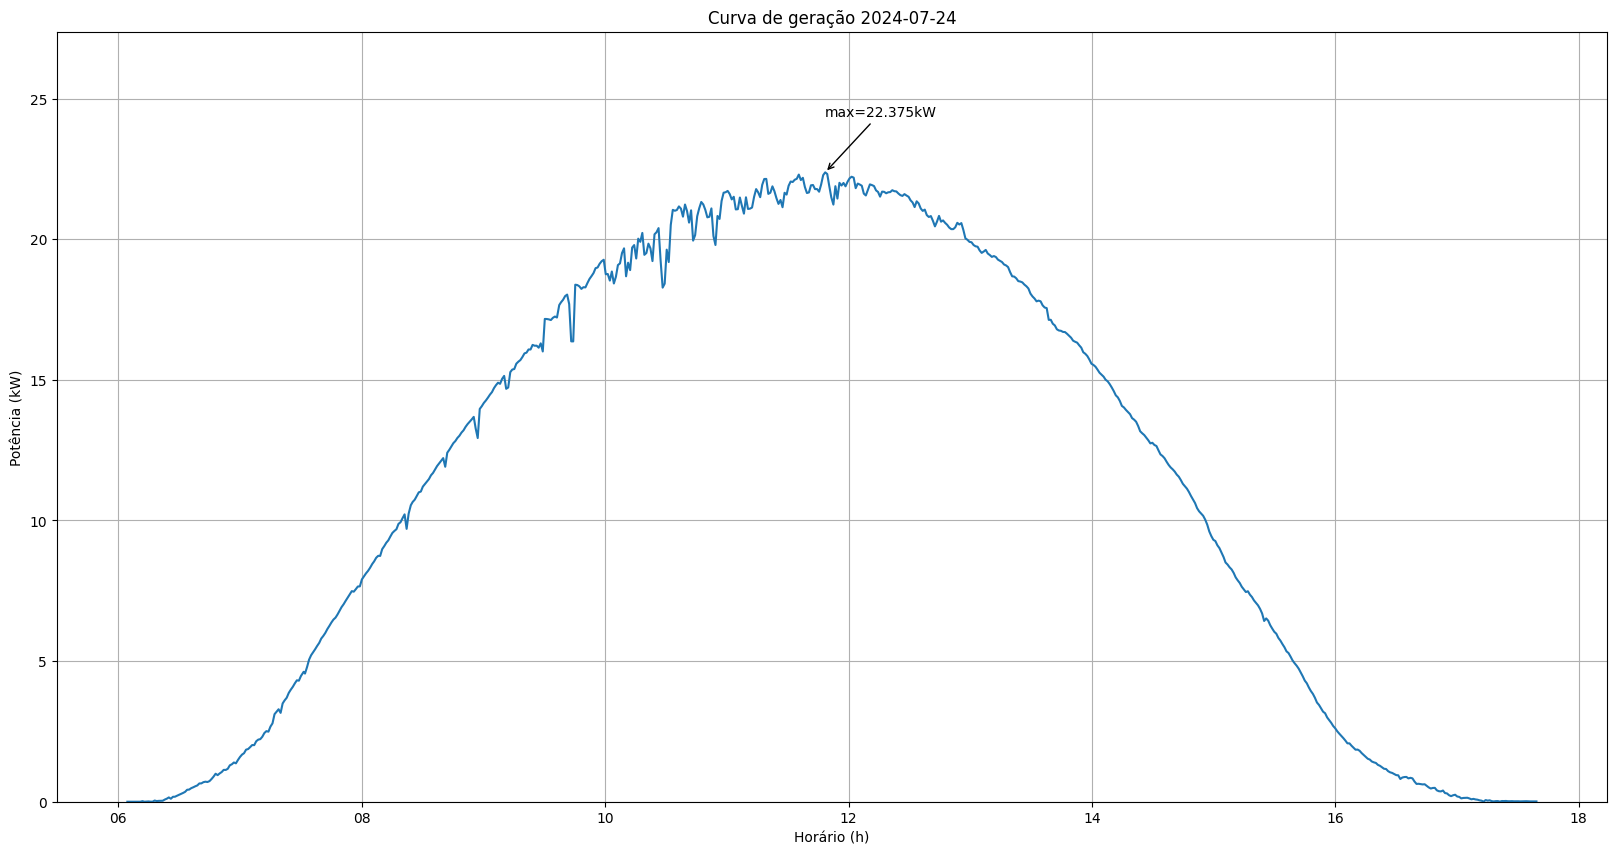 Curva de geração 2024-07-24
25
max=22.375kW
20
15
Potência (kW)
10
5
0
06 08 10 12 14 16 18
Horário (h)